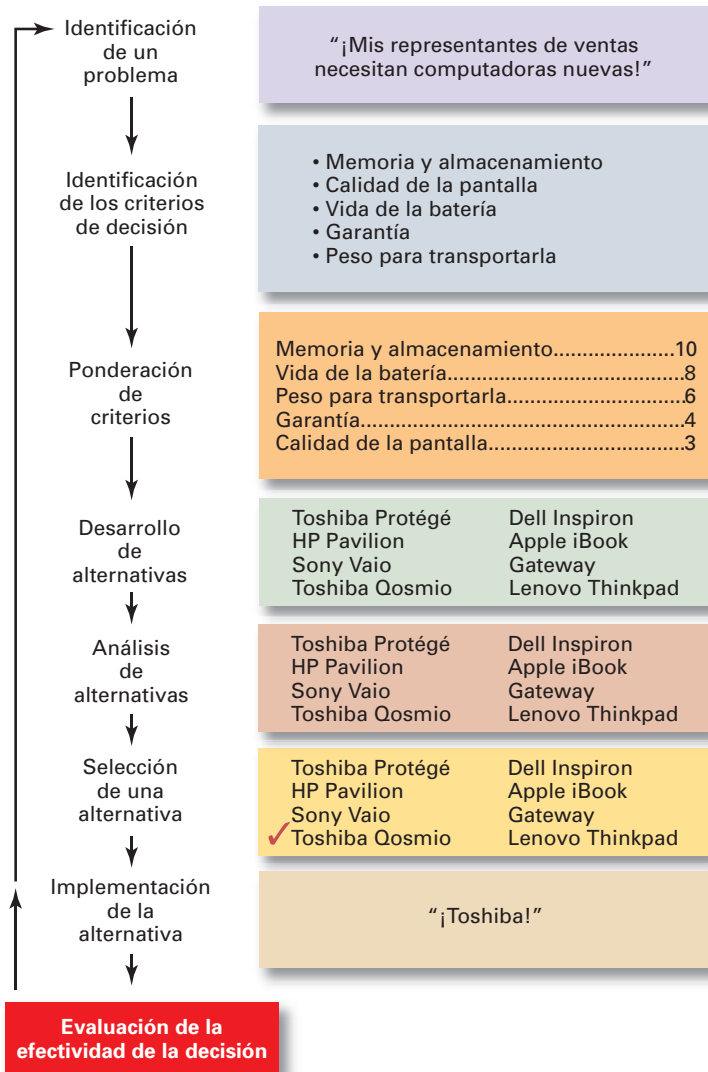 Identificación
de un
problema
“¡Mis representantes de ventas
necesitan computadoras nuevas!”
Identificación
de los criterios
de decisión
• Memoria y almacenamiento
• Calidad de la pantalla
• Vida de la batería
• Garantía
• Peso para transportarla
Ponderación
de
criterios
Memoria y almacenamiento......................10
Vida de la batería...........................................8
Peso para transportarla................................6
Garantía...........................................................4
Calidad de la pantalla...................................3
Desarrollo
de
alternativas
Toshiba Protégé Dell Inspiron
HP Pavilion Apple iBook
Sony Vaio Gateway
Toshiba Qosmio Lenovo Thinkpad
Análisis
de
alternativas
Toshiba Protégé Dell Inspiron
HP Pavilion Apple iBook
Sony Vaio Gateway
Toshiba Qosmio Lenovo Thinkpad
Selección
de una
alternativa
Toshiba Protégé Dell Inspiron
HP Pavilion Apple iBook
Sony Vaio Gateway
✓Toshiba Qosmio Lenovo Thinkpad
Implementación
de la
alternativa
“¡Toshiba!”
Evaluación de la
efectividad de la decisión